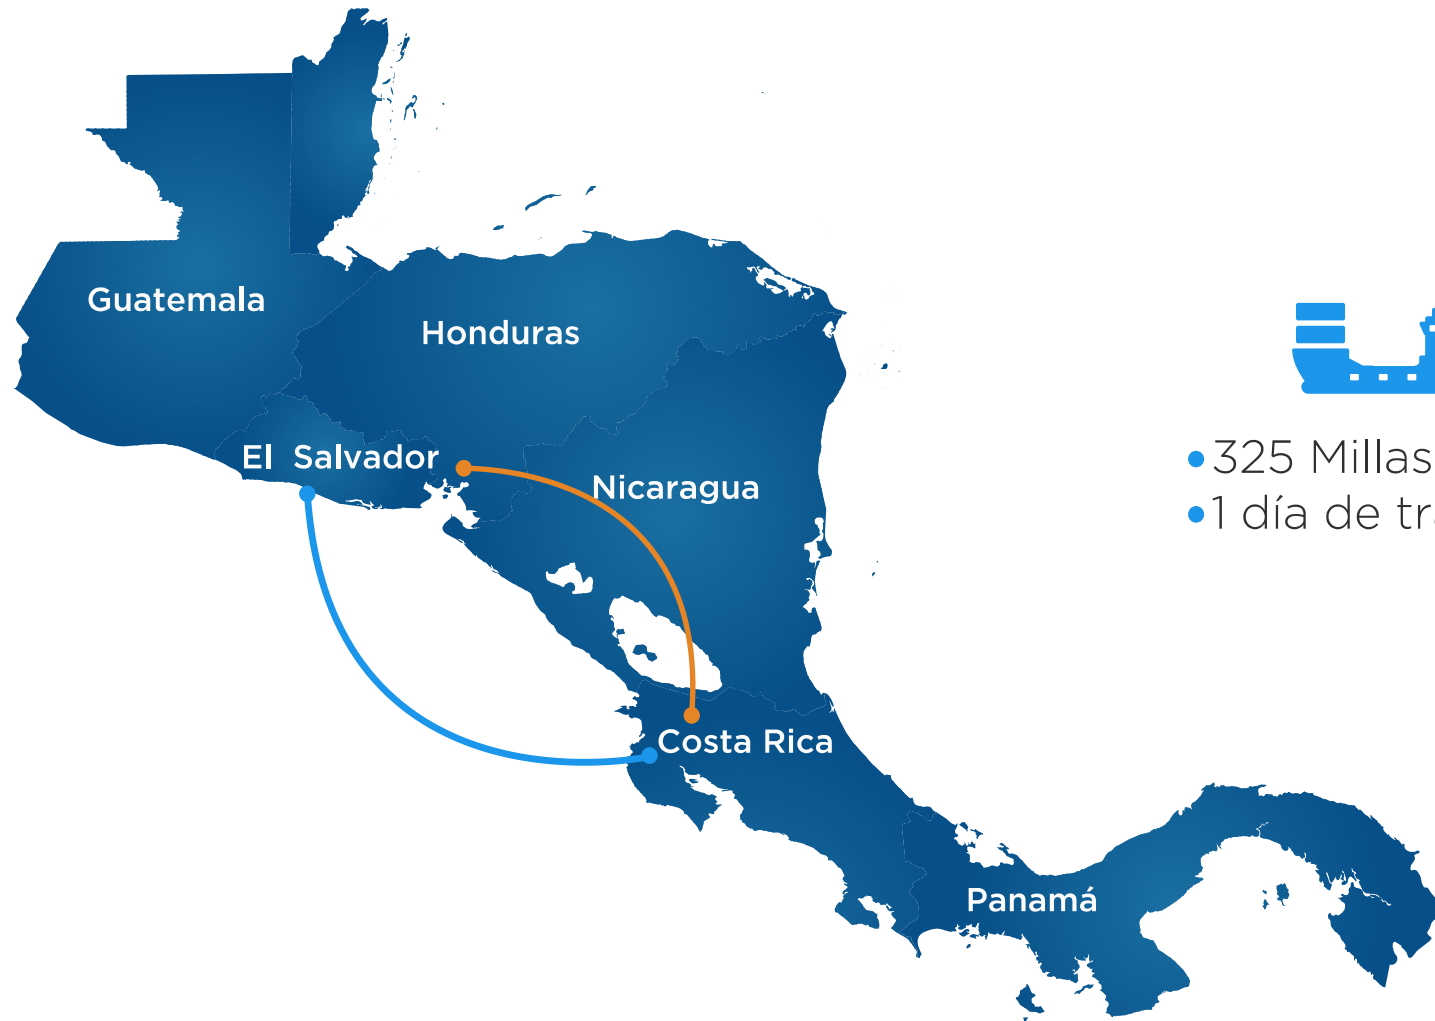 Guatemala
Honduras
El Salvador
Nicaragua
•325 Millas
•1 día de
Costa Rica
Panamá